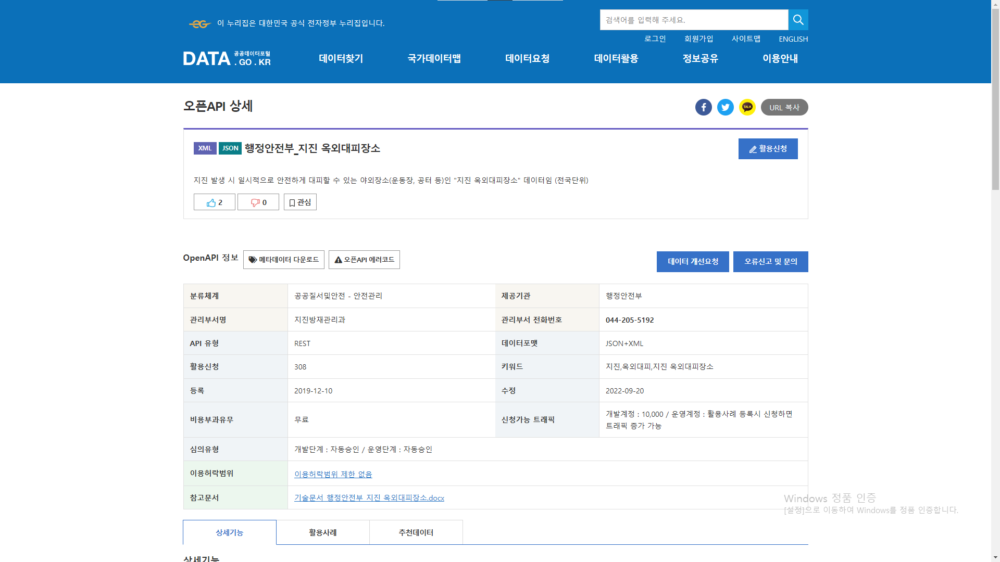 이 누리집은 대한민국 공식 전자정부 누리집입니다.
검색어를 입력해 주세요.
로그인 회원가입 사이트맵 ENGLISH
DATA 공공데이터포털 .GO.KR
데이터찾기 국가데이터맵 데이터요청 데이터활용 정보공유 이용안내
오픈API 상세
TALK
URL 복사
XML JSON 행정안전부_지진 옥외대피장소
활용신청
지진 발생 시 일시적으로 안전하게 대피할 수 있는 야외장소(운동장, 공터 등)인 "지진 옥외대피장소" 데이터임 (전국단위)
2 0 관심
OpenAPI 정보 메타데이터 다운로드 오픈API 에러코드
데이터 개선요청 오류신고 및 문의
분류체계 공공질서및안전 - 안전관리 제공기관 행정안전부
관리부서명 지진방재관리과 관리부서 전화번호 044-205-5192
API 유형 REST 데이터포맷 JSON+XML
활용신청 308 키워드 지진,옥외대피,지진 옥외대피장소
등록 2019-12-10 수정 2022-09-20
비용부과유무 무료 신청가능 트래픽 개발계정 : 10,000 / 운영계정 : 활용사례 등록시 신청하면
트래픽 증가 가능
심의유형 개발단계 : 자동승인 / 운영단계 : 자동승인
이용허락범위 이용허락범위 제한 없음
참고문서 기술문서_행정안전부_지진 옥외대피장소.docx
Windows 정품 인증
[설정]으로 이동하여 Windows를 정품 인증합니다.
상세기능 활용사례 추천데이터
상세기능